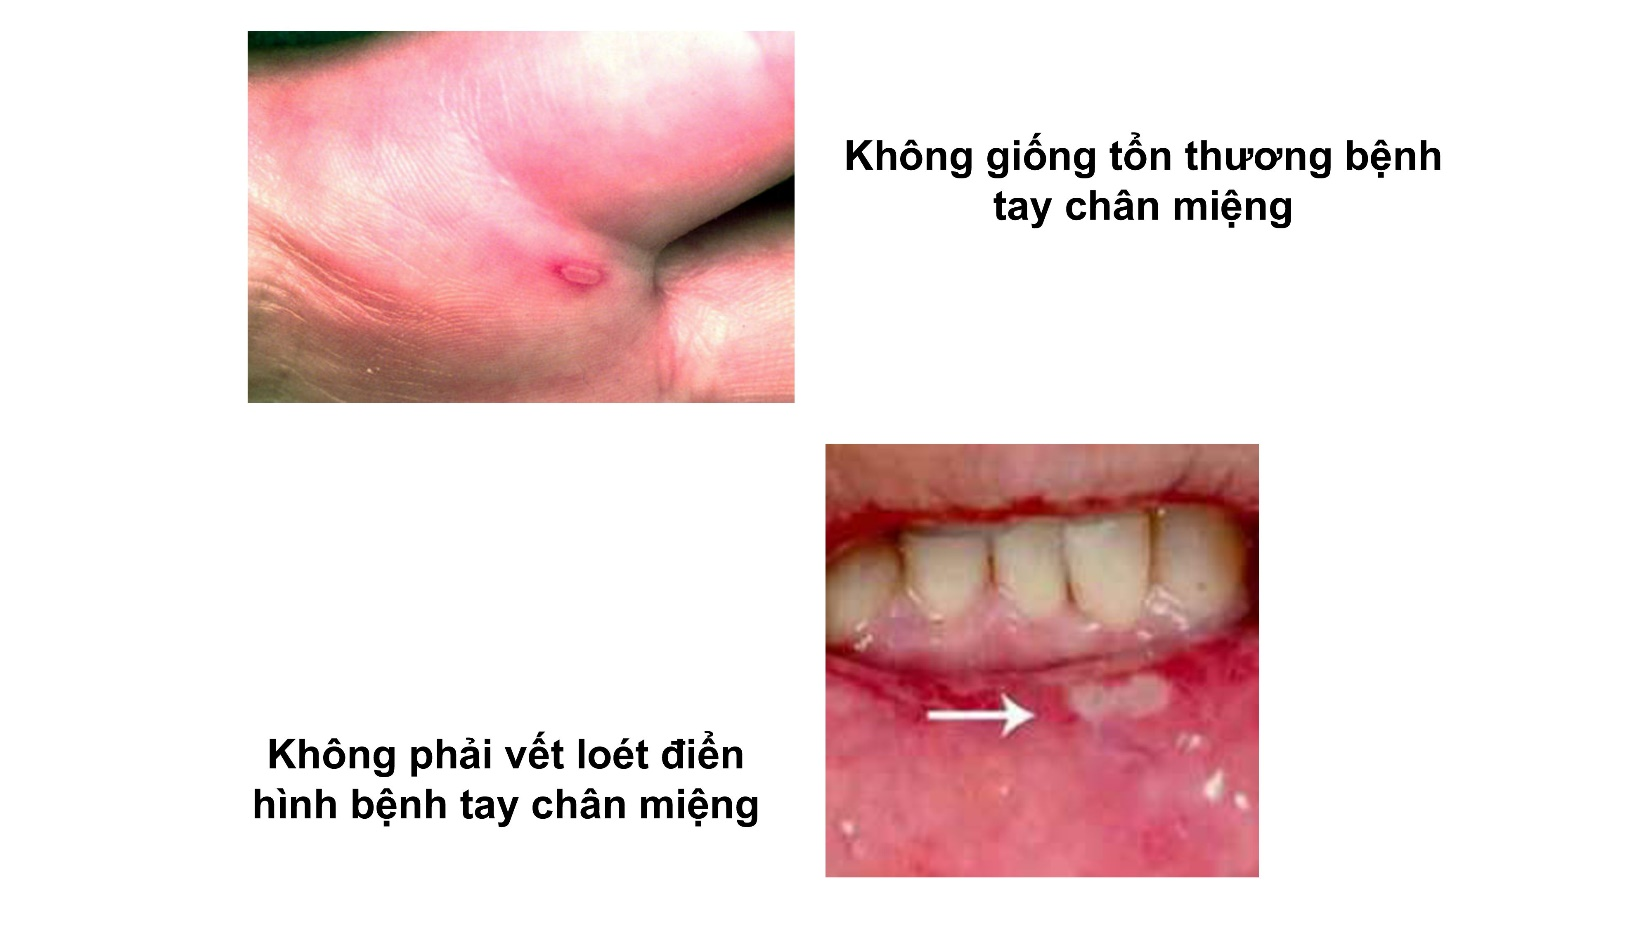 Không giống tổn thương bệnh
tay chân miệng
Không phải vết loét điển
hình bệnh tay chân miệng